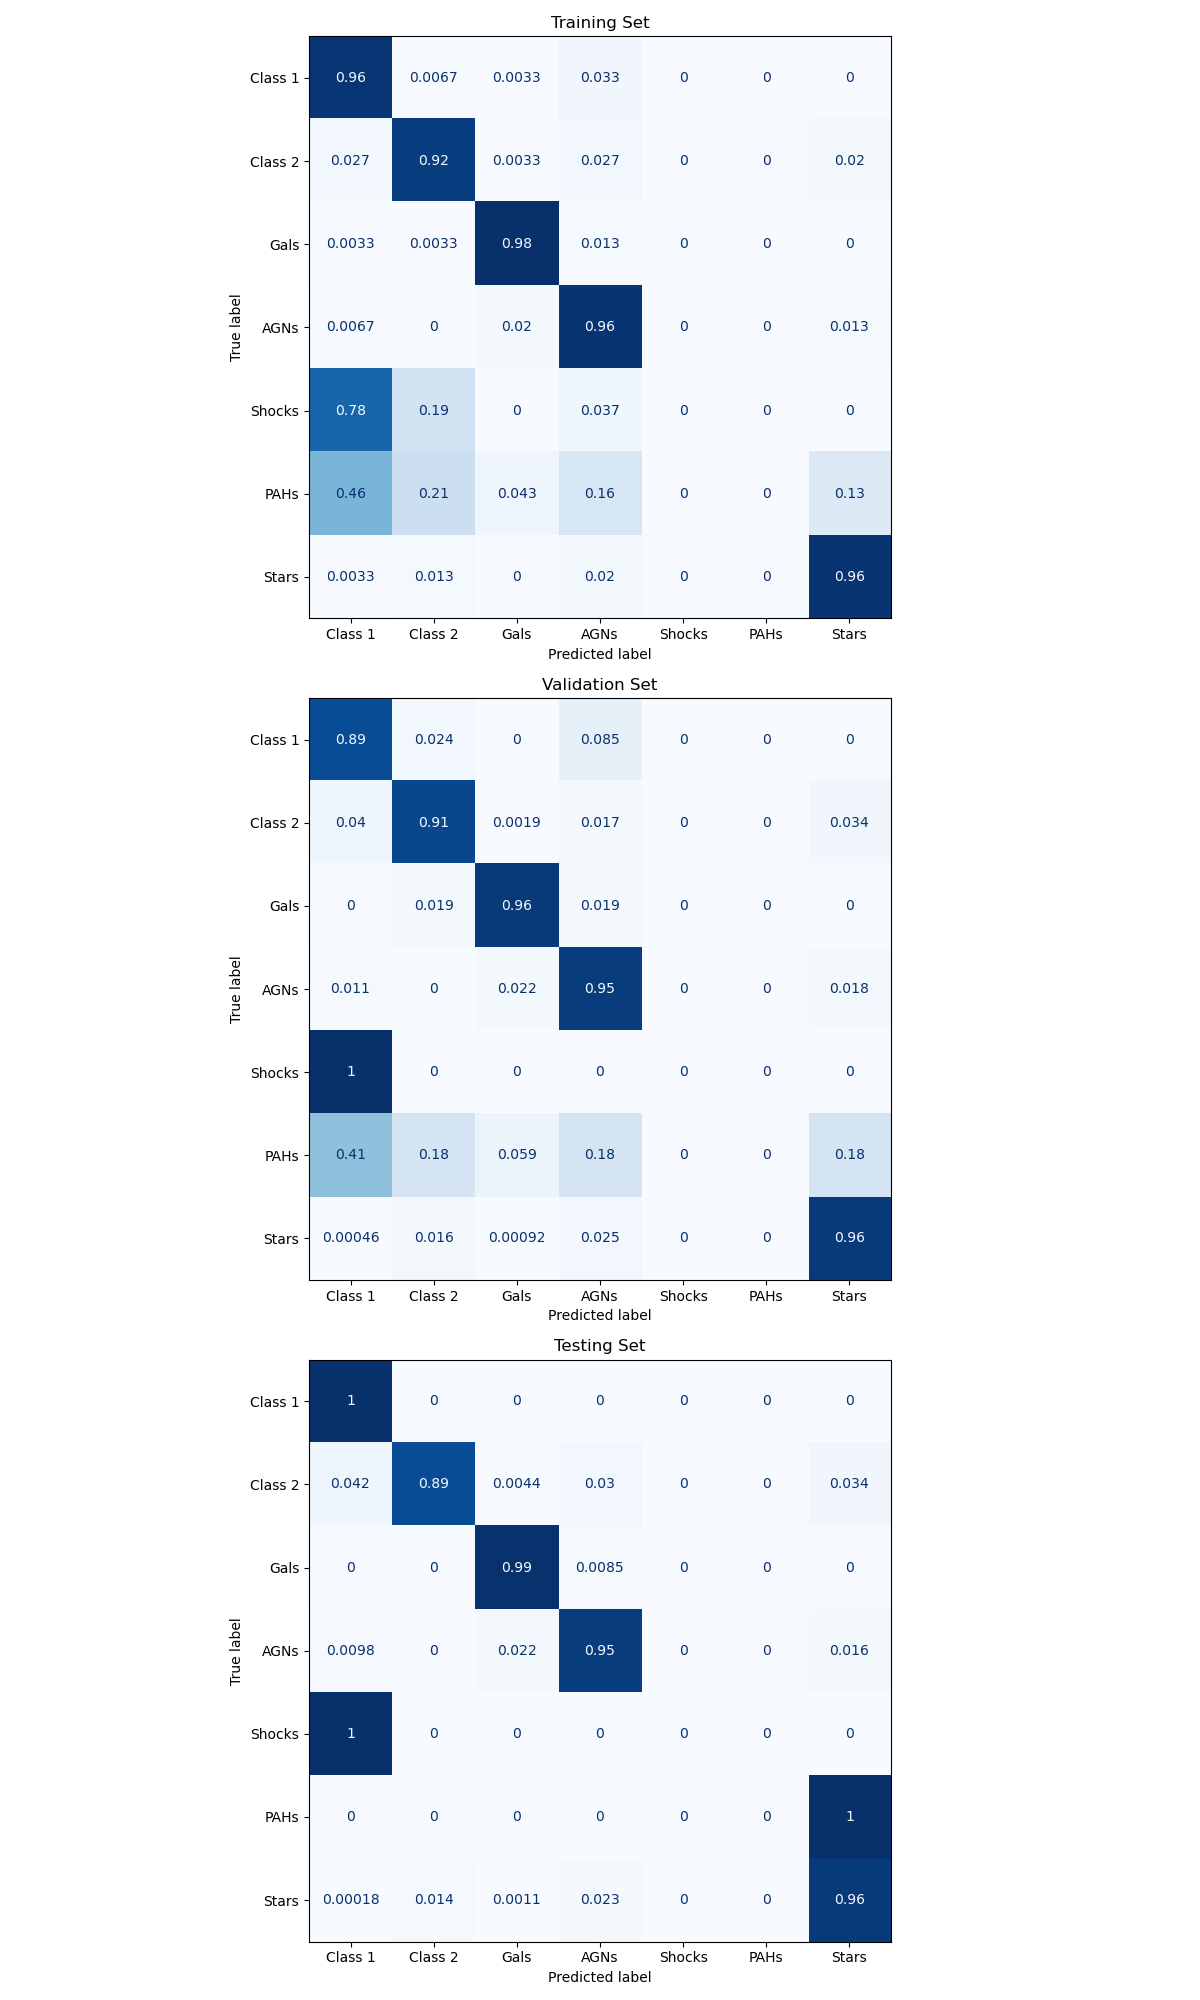 Training Set
Class 1 0.96 0.0067 0.0033 0.033 0 0 0
Class 2 0.027 0.92 0.0033 0.027 0 0 0.02
Gals 0.0033 0.0033 0.98 0.013 0 0 0
AGNs 0.0067 0 0.02 0.96 0 0 0.013
Shocks 0.78 0.19 0 0.037 0 0 0
PAHs 0.46 0.21 0.043 0.16 0 0 0.13
Stars 0.0033 0.013 0 0.02 0 0 0.96
True label
Class 1 Class 2 Gals AGNs Shocks PAHs Stars
Predicted label
Validation Set
Class 1 0.89 0.024 0 0.085 0 0 0
Class 2 0.04 0.91 0.0019 0.017 0 0 0.034
Gals 0 0.019 0.96 0.019 0 0 0
AGNs 0.011 0 0.022 0.95 0 0 0.018
Shocks 1 0 0 0 0 0 0
PAHs 0.41 0.18 0.059 0.18 0 0 0.18
Stars 0.00046 0.016 0.00092 0.025 0 0 0.96
True label
Class 1 Class 2 Gals AGNs Shocks PAHs Stars
Predicted label
Testing Set
Class 1 1 0 0 0 0 0 0
Class 2 0.042 0.89 0.0044 0.03 0 0 0.034
Gals 0 0 0.99 0.0085 0 0 0
AGNs 0.0098 0 0.022 0.95 0 0 0.016
Shocks 1 0 0 0 0 0 0
PAHs 0 0 0 0 0 0 1
Stars 0.00018 0.014 0.0011 0.023 0 0 0.96
True label
Class 1 Class 2 Gals AGNs Shocks PAHs Stars
Predicted label